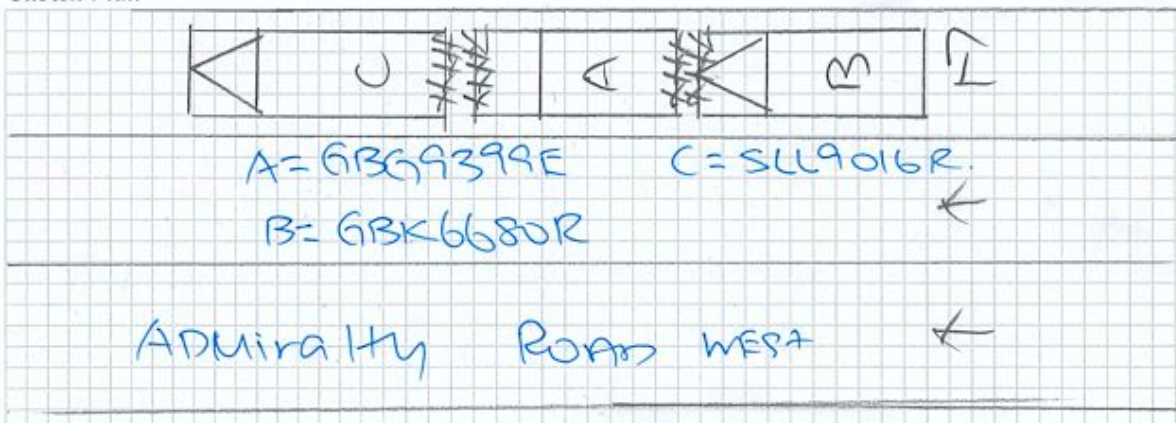 C A B
A= GBG9399E C= SLL9016R.
B= GBK6680R
ADMiralty ROAD WEST